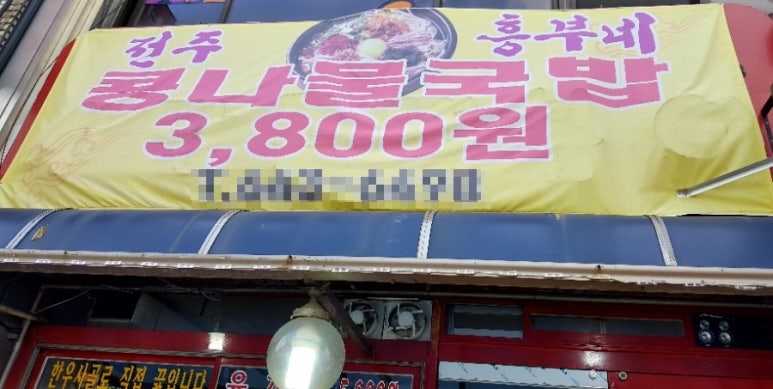 전주 흥부네
콩나물국밥
3,800원
한우사골로 직접 끓입니다